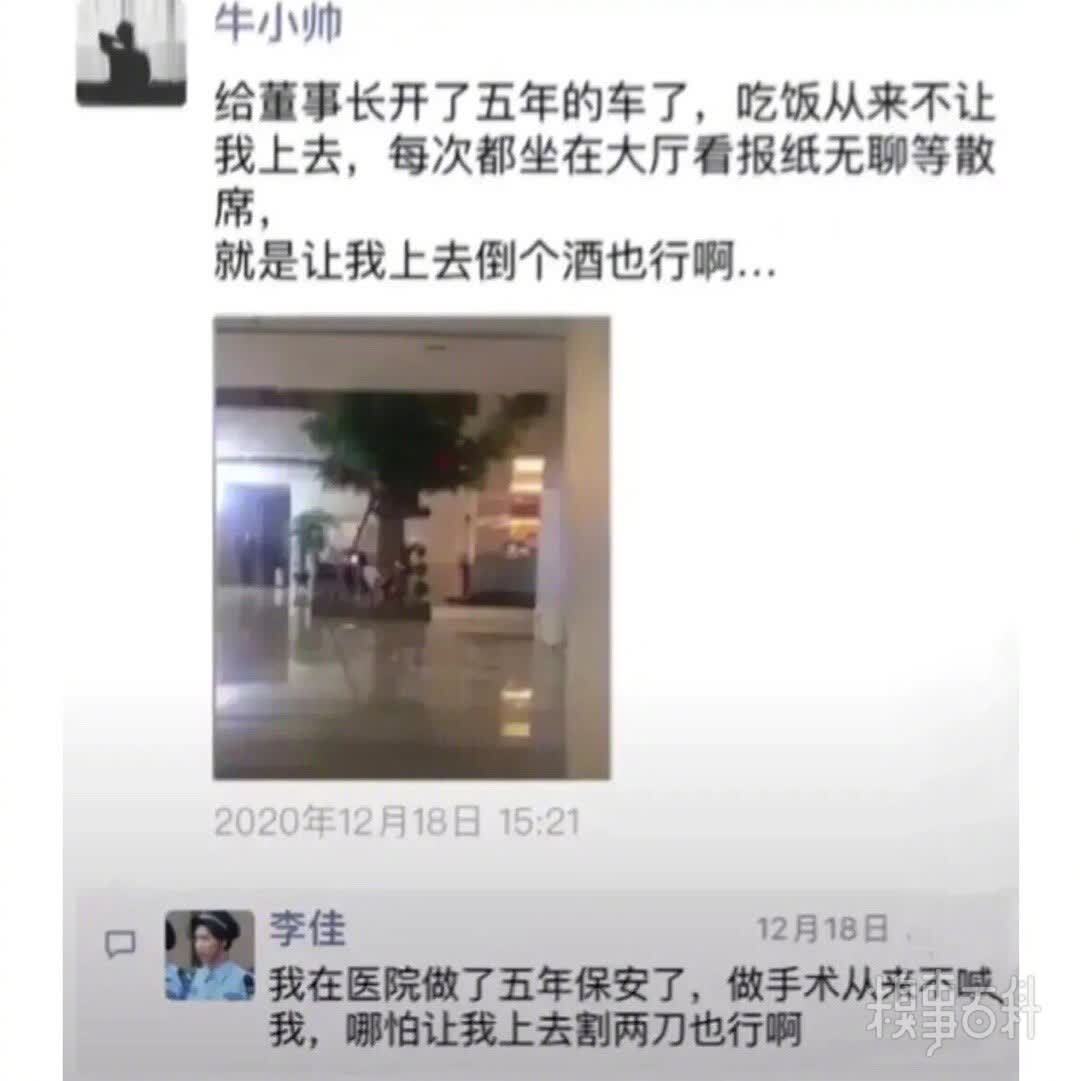 牛小帅
给董事长开了五年的车了，吃饭从来不让
我上去，每次都坐在大厅看报纸无聊等散
席，
就是让我上去倒个酒也行啊...
2020年12月18日 15:21
李佳
12月18日
我在医院做了五年保安了，做手术从来不喊
我，哪怕让我上去割两刀也行啊
糗事百科